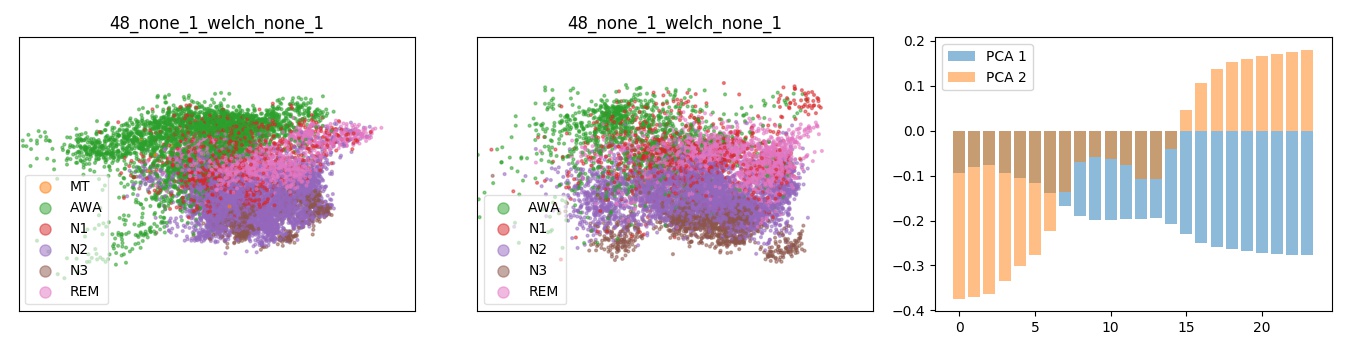 48_none_1_welch_none_1
MT
AWA
N1
N2
N3
REM
48_none_1_welch_none_1
AWA
N1
N2
N3
REM
PCA 1
PCA 2
0.2
0.1
0.0
−0.1
−0.2
−0.3
−0.4
0 5 10 15 20